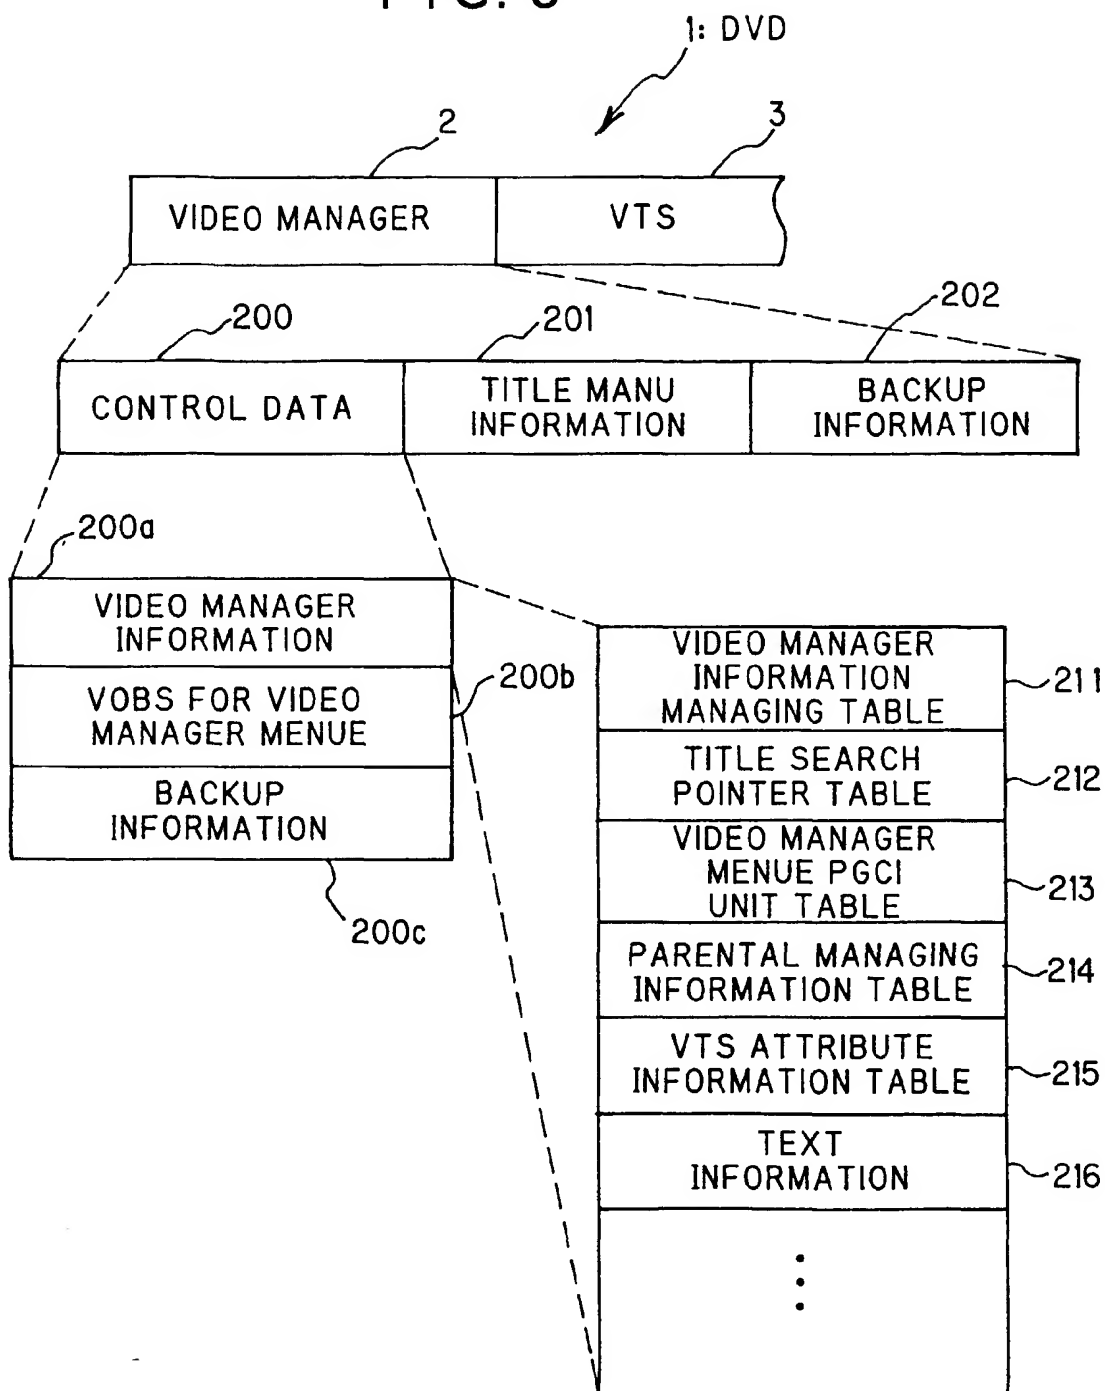 1: DVD
2
3
VIDEO MANAGER
VTS
200
201
202
CONTROL DATA
TITLE MANU
INFORMATION
BACKUP
INFORMATION
200a
VIDEO MANAGER
INFORMATION
VOBS FOR VIDEO
MANAGER MENUE
200b
BACKUP
INFORMATION
200c
VIDEO MANAGER
INFORMATION
MANAGING TABLE
211
TITLE SEARCH
POINTER TABLE
212
VIDEO MANAGER
MENUE PGCI
UNIT TABLE
213
PARENTAL MANAGING
INFORMATION TABLE
214
VTS ATTRIBUTE
INFORMATION TABLE
215
TEXT
INFORMATION
216